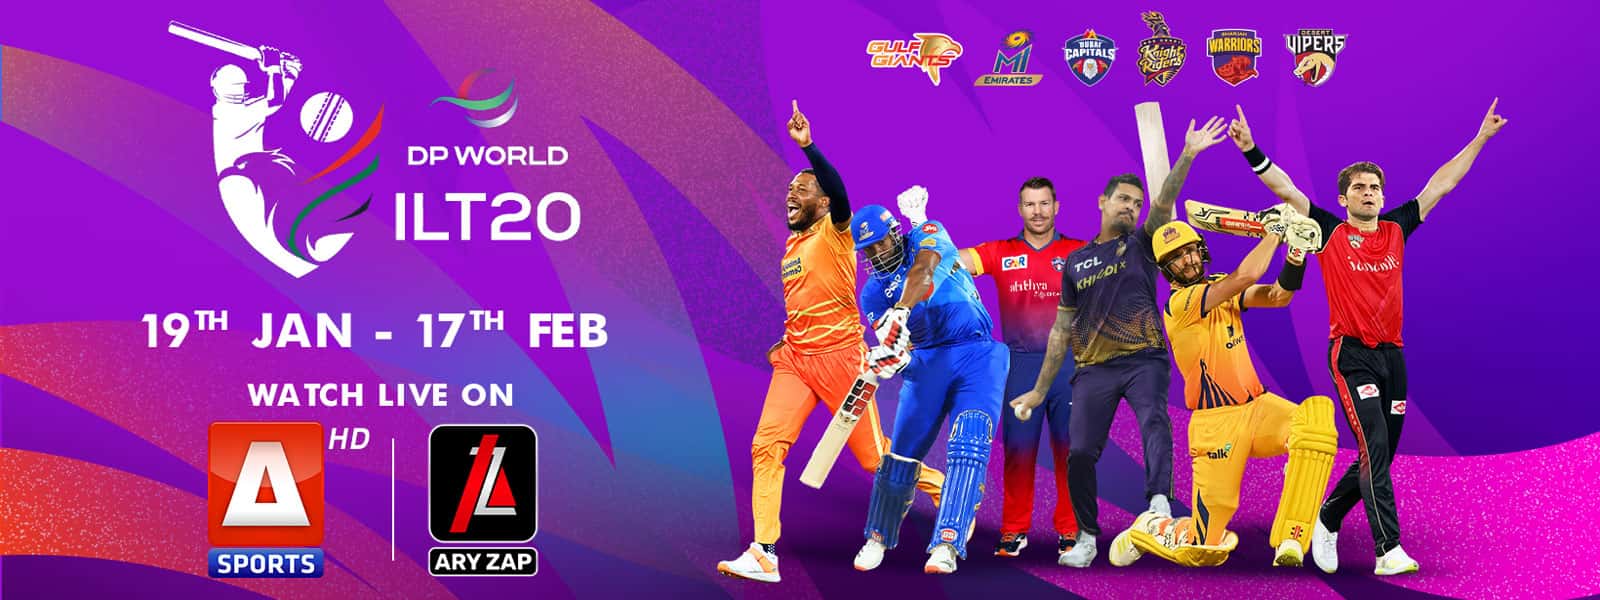 DP WORLD
ILT20
19TH JAN - 17TH FEB
WATCH LIVE ON
A HD
SPORTS
ARY ZAP
GULF GIANTS
MI EMIRATES
DUBAI CAPITALS
Knight Riders
SHARJAH WARRIORS
DESERT VIPERS
TCL
talk